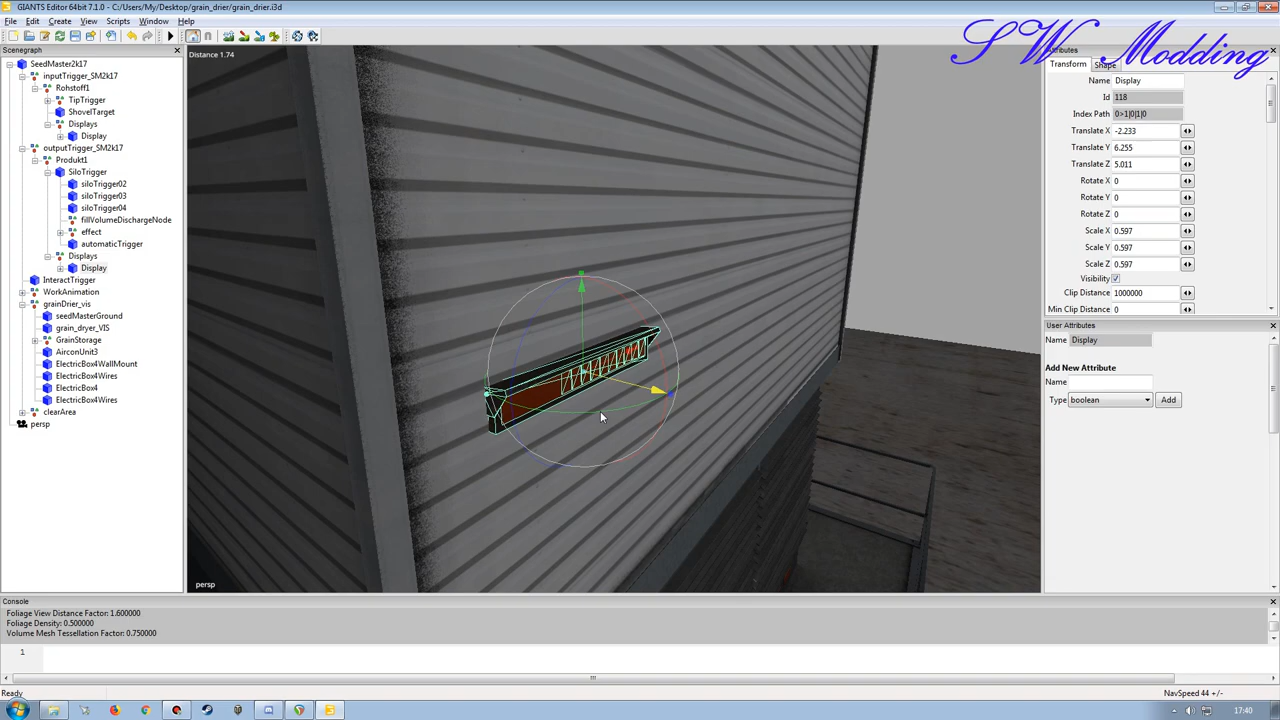 GIANTS Editor 64bit 7.1.0 - C:/Users/My/Desktop/grain_drier/grain_drier.i3d
File Edit Create View Scripts Window Help
SW Modding
Scenegraph
SeedMaster2k17
inputTrigger_SM2k17
Rohstoff1
TipTrigger
ShovelTarget
Displays
Display
outputTrigger_SM2k17
Produkt1
SiloTrigger
siloTrigger02
siloTrigger03
siloTrigger04
fillVolumeDischargeNode
effect
automaticTrigger
Displays
Display
InteractTrigger
WorkAnimation
grainDrier_vis
seedMasterGround
grain_dryer_VIS
GrainStorage
AirconUnit3
ElectricBox4WallMount
ElectricBox4Wires
ElectricBox4
ElectricBox4Wires
clearArea
persp
Distance 1.74
persp
Attributes
Transform Shape
Name Display
Id 118
Index Path 0>1|0|1|0
Translate X -2.233
Translate Y 6.255
Translate Z 5.011
Rotate X 0
Rotate Y 0
Rotate Z 0
Scale X 0.597
Scale Y 0.597
Scale Z 0.597
Visibility
Clip Distance 1000000
Min Clip Distance 0
User Attributes
Name Display
Add New Attribute
Name
Type boolean Add
Console
Foliage View Distance Factor: 1.600000
Foliage Density: 0.500000
Volume Mesh Tessellation Factor: 0.750000
1
Ready
NavSpeed 44 +/-
17:40